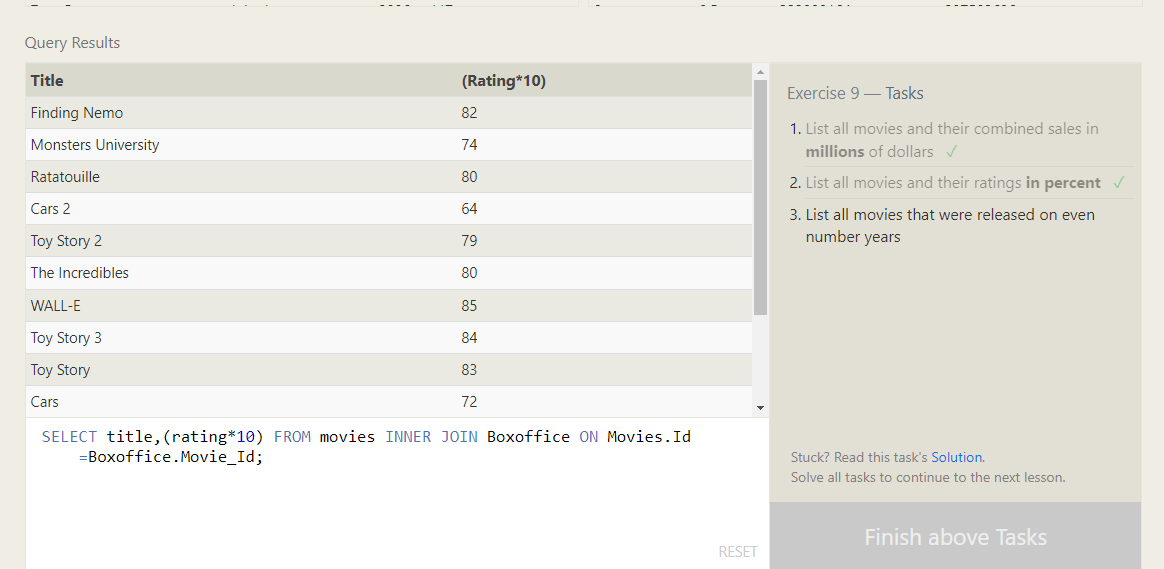 Query Results
Title (Rating*10)
Finding Nemo 82
Monsters University 74
Ratatouille 80
Cars 2 64
Toy Story 2 79
The Incredibles 80
WALL-E 85
Toy Story 3 84
Toy Story 83
Cars 72
SELECT title,(rating*10) FROM movies INNER JOIN Boxoffice ON Movies.Id
=Boxoffice.Movie_Id;
RESET
Exercise 9 — Tasks
1. List all movies and their combined sales in
millions of dollars ✓
2. List all movies and their ratings in percent ✓
3. List all movies that were released on even
number years
Stuck? Read this task's Solution.
Solve all tasks to continue to the next lesson.
Finish above Tasks